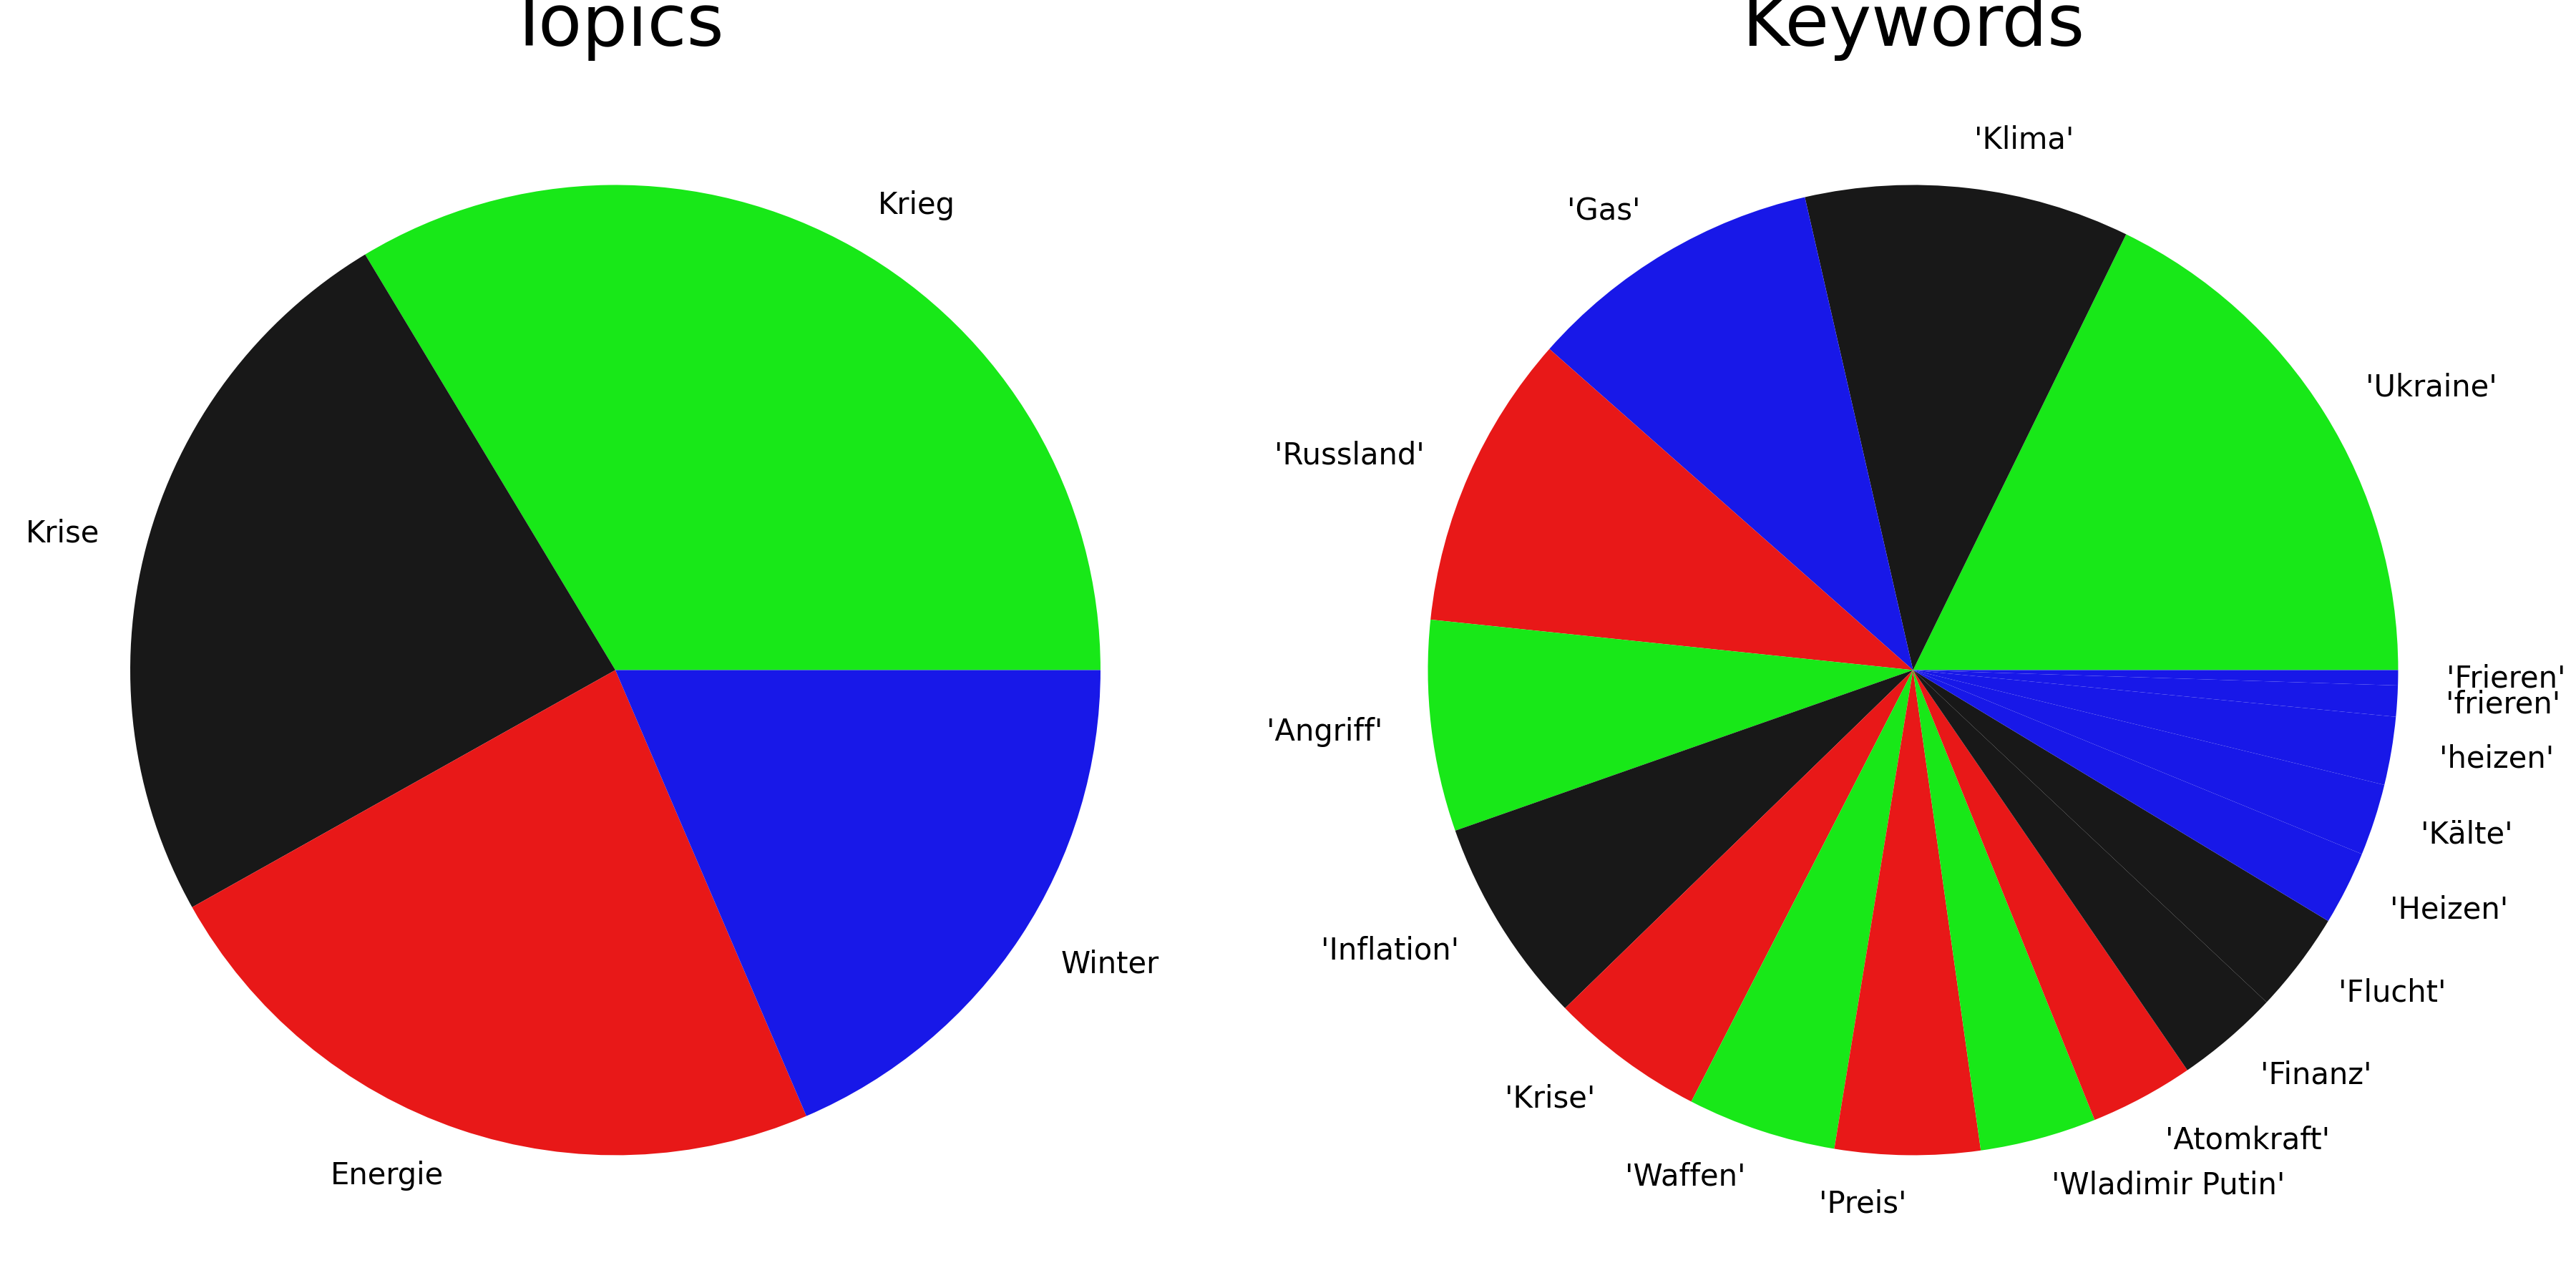 Topics
Krieg
Krise
Energie
Winter
Keywords
'Klima'
'Gas'
'Ukraine'
'Russland'
'Angriff'
'Inflation'
'Krise'
'Waffen'
'Preis'
'Wladimir Putin'
'Atomkraft'
'Finanz'
'Flucht'
'Heizen'
'Kälte'
'heizen'
'frieren'
'Frieren'